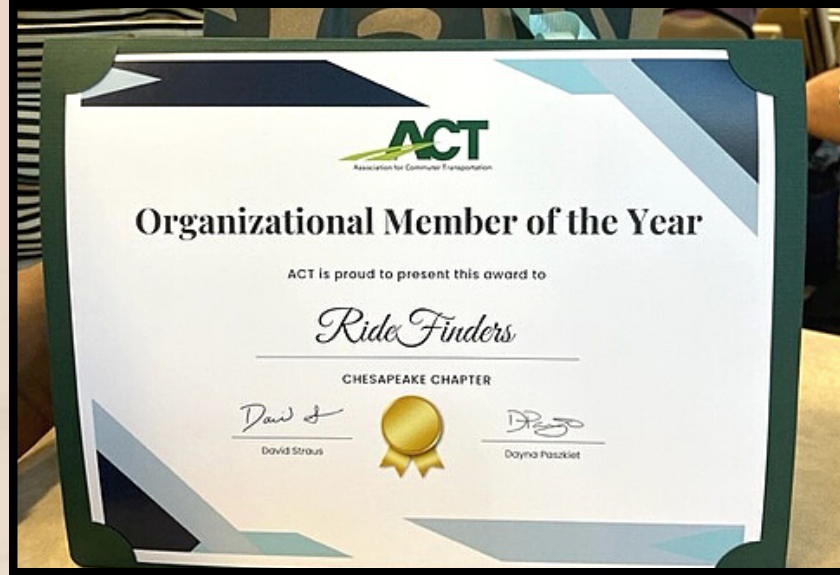 ACT
Association for Commuter Transportation
Organizational Member of the Year
ACT is proud to present this award to
RideFinders
CHESAPEAKE CHAPTER
David Straus
Dayna Paszkiet